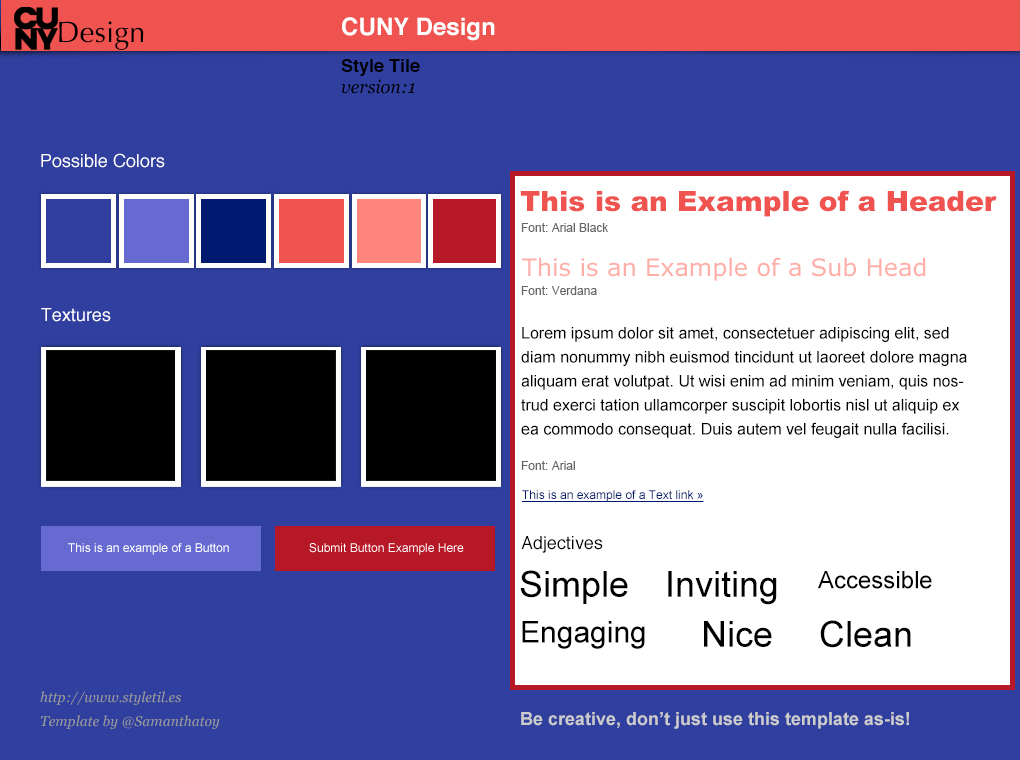 CU
NY Design
CUNY Design
Style Tile
version:1
Possible Colors
Textures
This is an example of a Button
Submit Button Example Here
http://www.styletil.es
Template by @Samanthatoy
This is an Example of a Header
Font: Arial Black
This is an Example of a Sub Head
Font: Verdana
Lorem ipsum dolor sit amet, consectetuer adipiscing elit, sed
diam nonummy nibh euismod tincidunt ut laoreet dolore magna
aliquam erat volutpat. Ut wisi enim ad minim veniam, quis nos-
trud exerci tation ullamcorper suscipit lobortis nisl ut aliquip ex
ea commodo consequat. Duis autem vel feugait nulla facilisi.
Font: Arial
This is an example of a Text link »
Adjectives
Simple Inviting Accessible
Engaging Nice Clean
Be creative, don’t just use this template as-is!